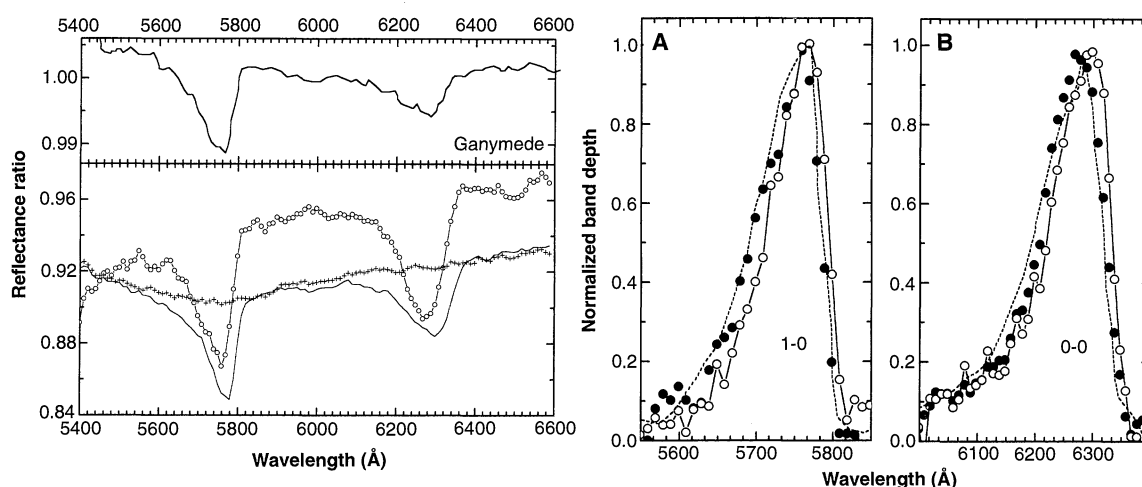 5400 5600 5800 6000 6200 6400 6600
1.00
0.99
Ganymede
0.96
0.92
0.88
0.84
5400 5600 5800 6000 6200 6400 6600
Wavelength (Å)
Reflectance ratio
A
1.0
0.8
0.6
0.4
0.2
0.0
1-0
5600 5700 5800
Normalized band depth
B
1.0
0.8
0.6
0.4
0.2
0.0
0-0
6100 6200 6300
Wavelength (Å)